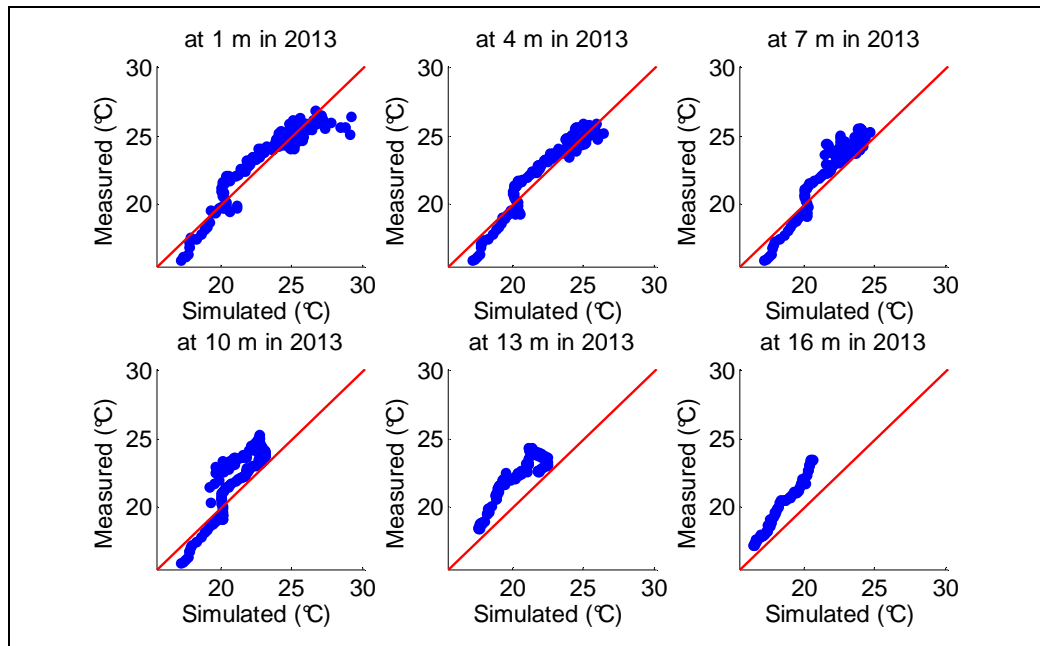 at 1 m in 2013
at 4 m in 2013
at 7 m in 2013
30
25
20
Measured (°C)
20 25 30
Simulated (°C)
30
25
20
Measured (°C)
20 25 30
Simulated (°C)
30
25
20
Measured (°C)
20 25 30
Simulated (°C)
at 10 m in 2013
at 13 m in 2013
at 16 m in 2013
30
25
20
Measured (°C)
20 25 30
Simulated (°C)
30
25
20
Measured (°C)
20 25 30
Simulated (°C)
30
25
20
Measured (°C)
20 25 30
Simulated (°C)